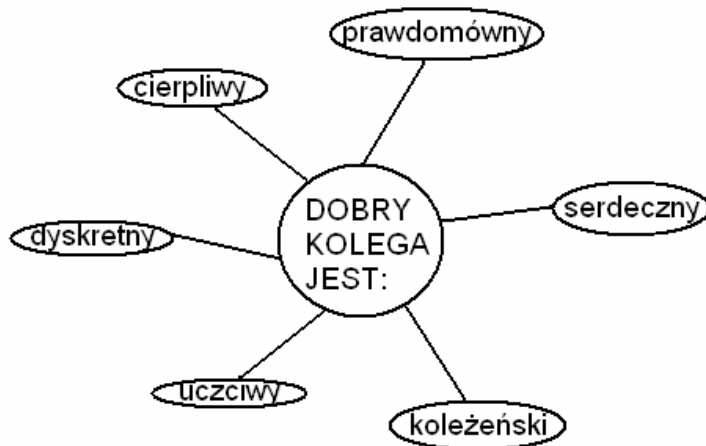 prawdomówny
cierpliwy
DOBRY
KOLEGA
JEST:
serdeczny
dyskretny
uczciwy
koleżeński